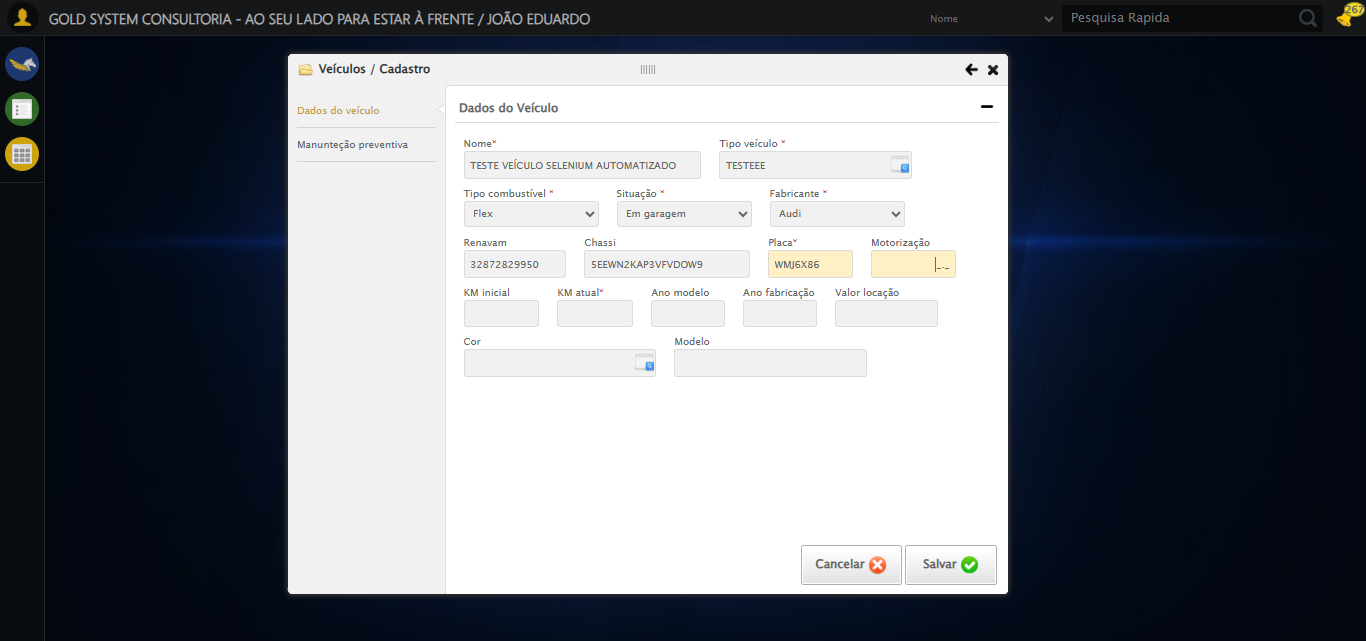 GOLD SYSTEM CONSULTORIA - AO SEU LADO PARA ESTAR À FRENTE / JOÃO EDUARDO
Nome
Pesquisa Rapida
267
Veículos / Cadastro
Dados do veículo
Manunteção preventiva
Dados do Veículo
Nome*
Tipo veículo *
TESTE VEÍCULO SELENIUM AUTOMATIZADO
TESTEEE
Tipo combustível *
Situação *
Fabricante *
Flex
Em garagem
Audi
Renavam
Chassi
Placa*
Motorização
32872829950
5EEWN2KAP3VFVDOW9
WMJ6X86
_._
KM inicial
KM atual*
Ano modelo
Ano fabricação
Valor locação
Cor
Modelo
Cancelar
Salvar